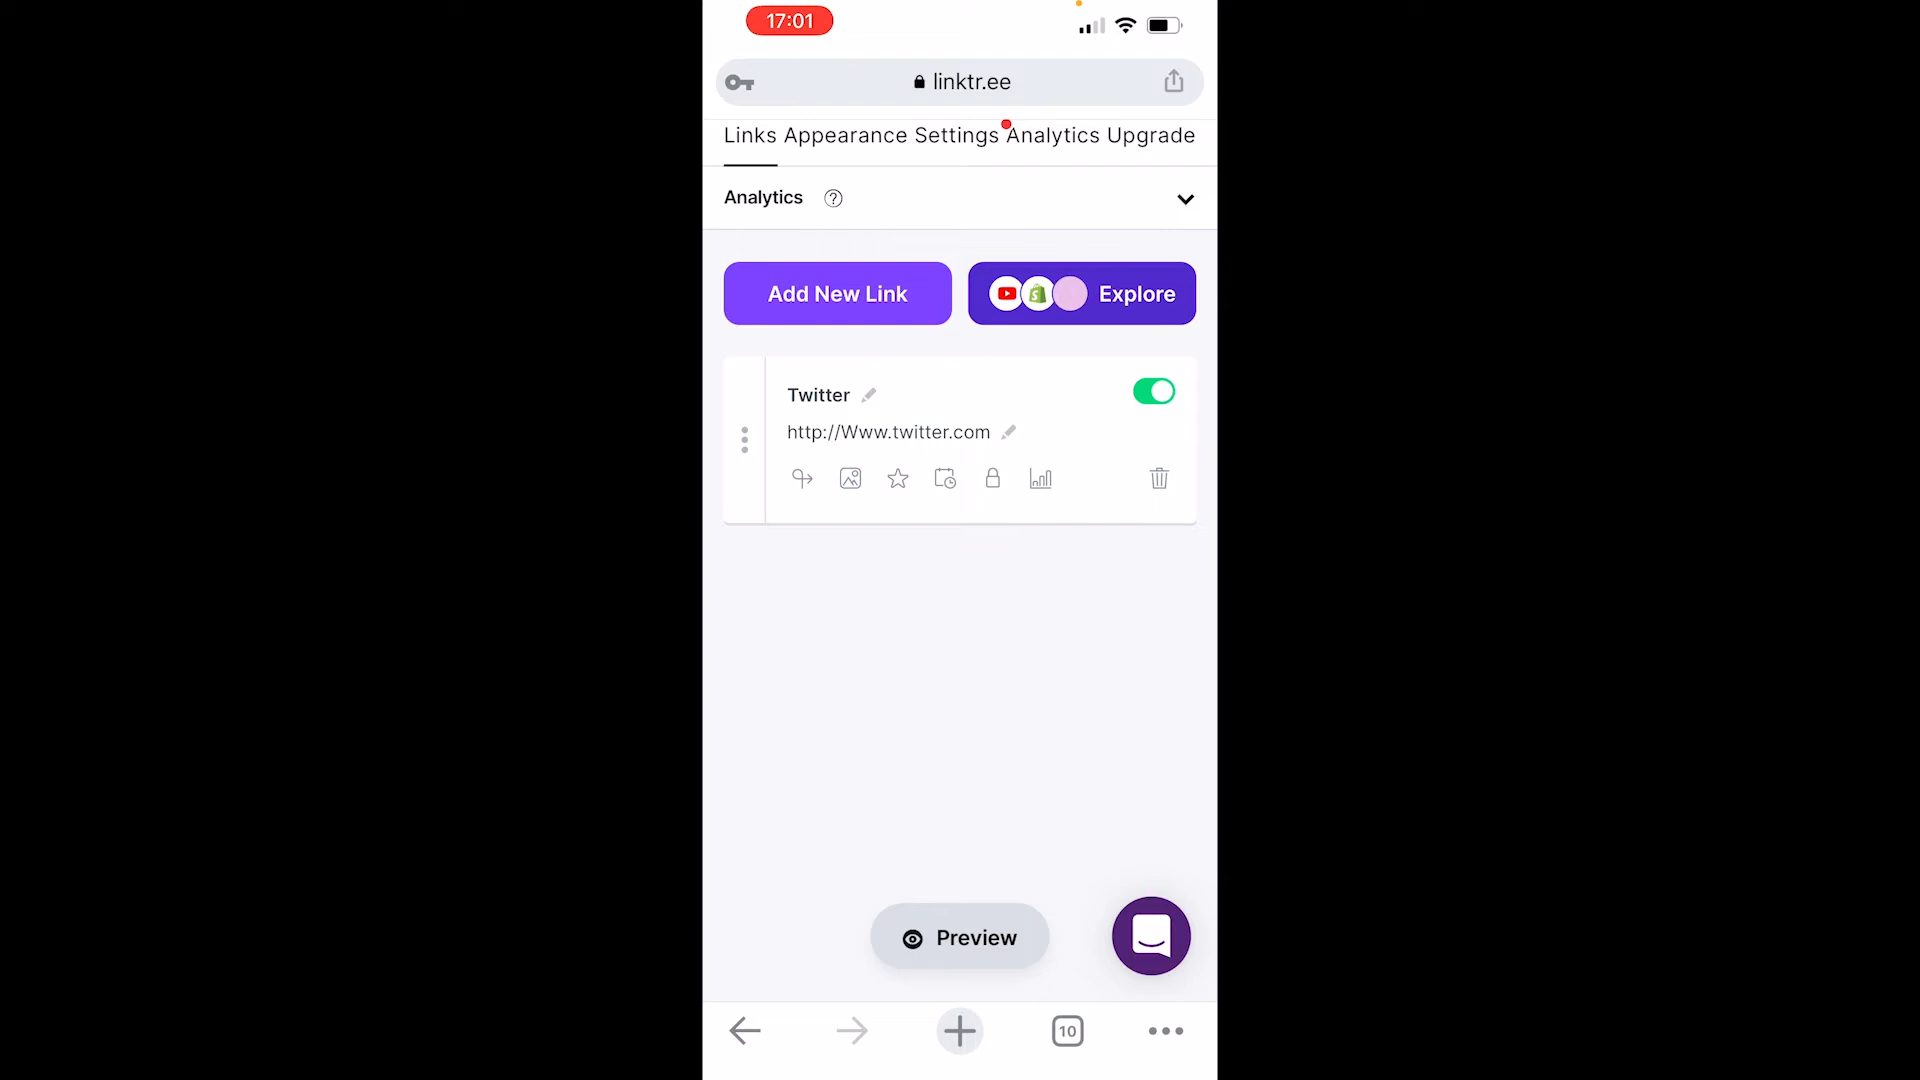 17:01
linktr.ee
Links Appearance Settings Analytics Upgrade
Analytics ?
Add New Link
Explore
Twitter
http://Www.twitter.com
Preview
10